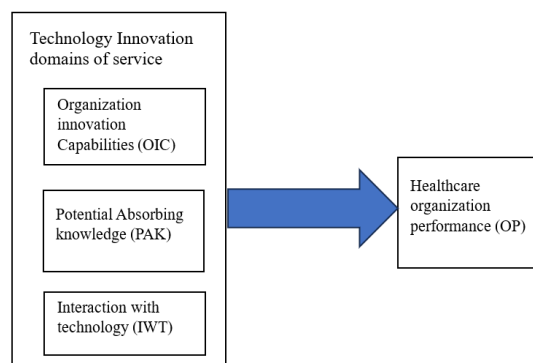 Technology Innovation
domains of service
Organization
innovation
Capabilities (OIC)
Potential Absorbing
knowledge (PAK)
Interaction with
technology (IWT)
Healthcare
organization
performance (OP)